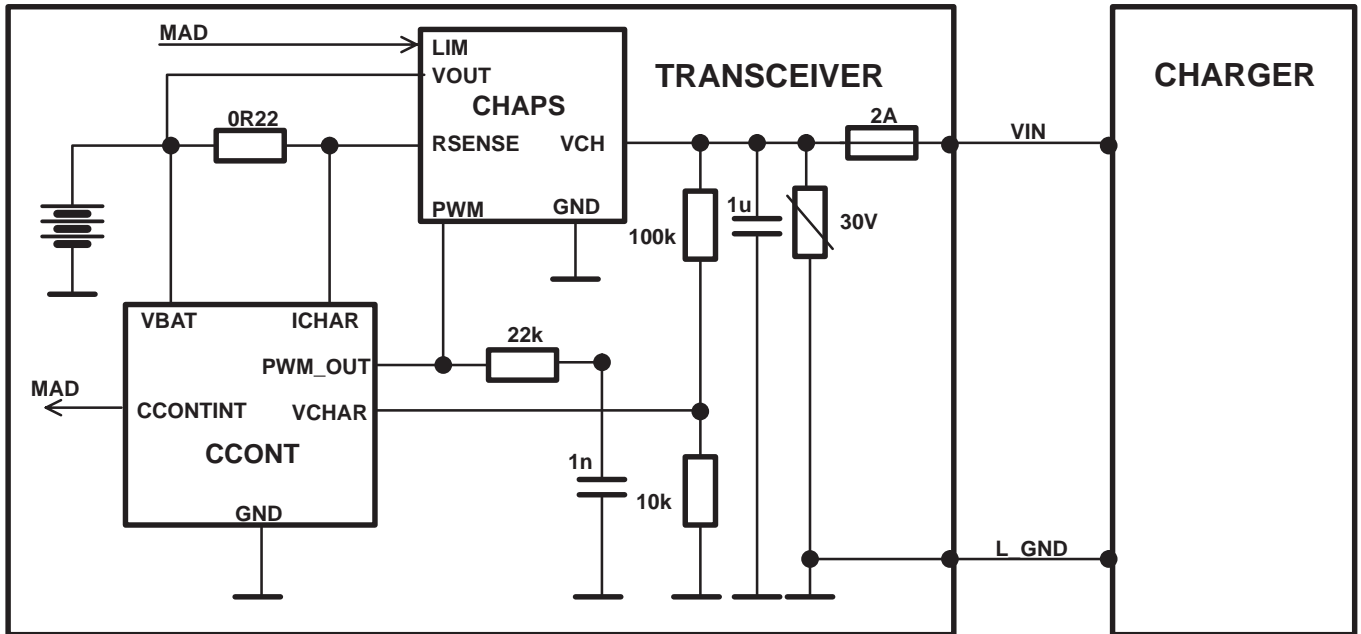 MAD
LIM
VOUT
TRANSCEIVER
CHARGER
CHAPS
0R22
2A
VIN
RSENSE
VCH
PWM
GND
1u
30V
100k
VBAT
ICHAR
22k
PWM_OUT
MAD
CCONTINT
VCHAR
CCONT
1n
10k
GND
L_GND